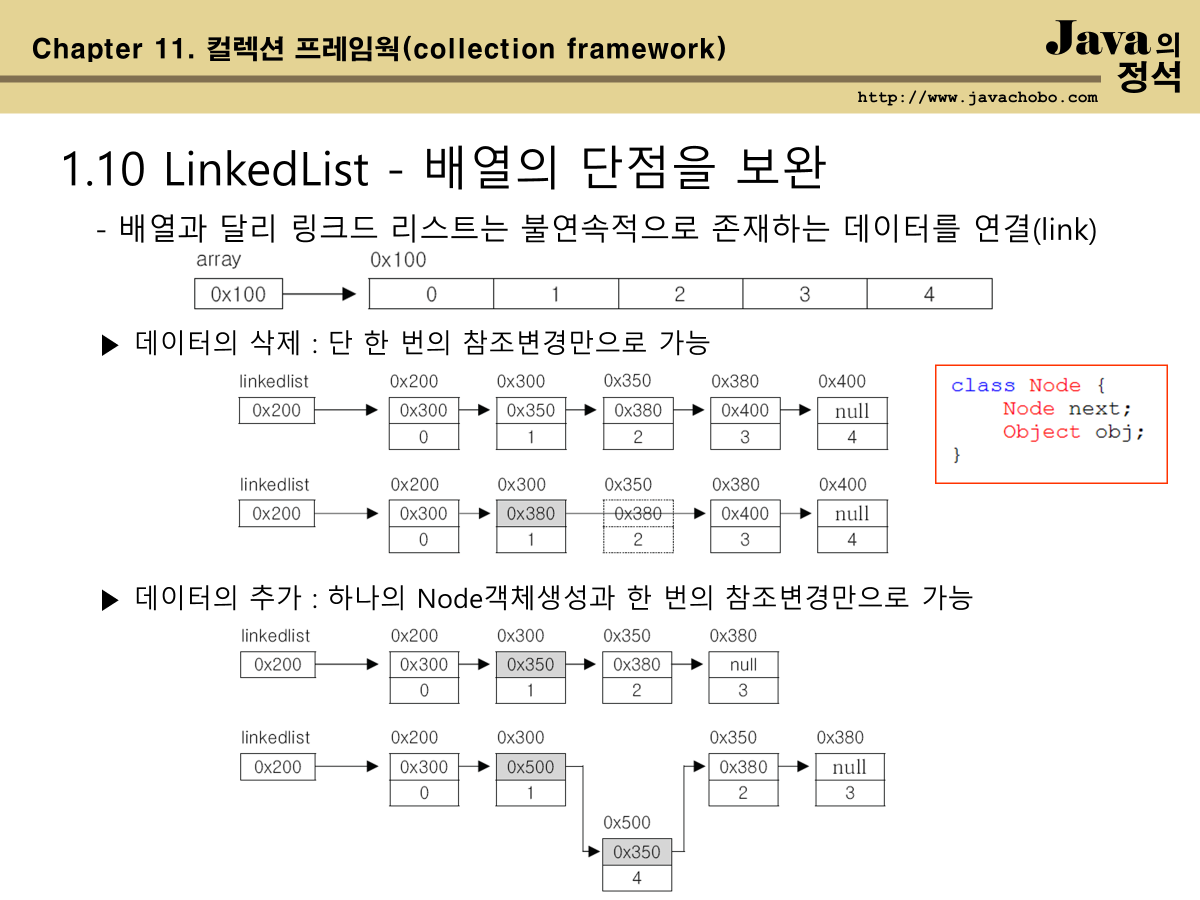 Chapter 11. 컬렉션 프레임웍(collection framework)
Java의
정석
http://www.javachobo.com
1.10 LinkedList - 배열의 단점을 보완
- 배열과 달리 링크드 리스트는 불연속적으로 존재하는 데이터를 연결(link)
array 0x100
0x100 0 1 2 3 4
▶ 데이터의 삭제 : 단 한 번의 참조변경만으로 가능
linkedlist 0x200 0x300 0x350 0x380 0x400
0x200 0x300 0x350 0x380 0x400 null
0 1 2 3 4
class Node {
Node next;
Object obj;
}
linkedlist 0x200 0x300 0x350 0x380 0x400
0x200 0x300 0x380 0x380 0x400 null
0 1 2 3 4
▶ 데이터의 추가 : 하나의 Node객체생성과 한 번의 참조변경만으로 가능
linkedlist 0x200 0x300 0x350 0x380
0x200 0x300 0x350 0x380 null
0 1 2 3
linkedlist 0x200 0x300 0x350 0x380
0x200 0x300 0x500 0x380 null
0 1 2 3
0x500
0x350
4